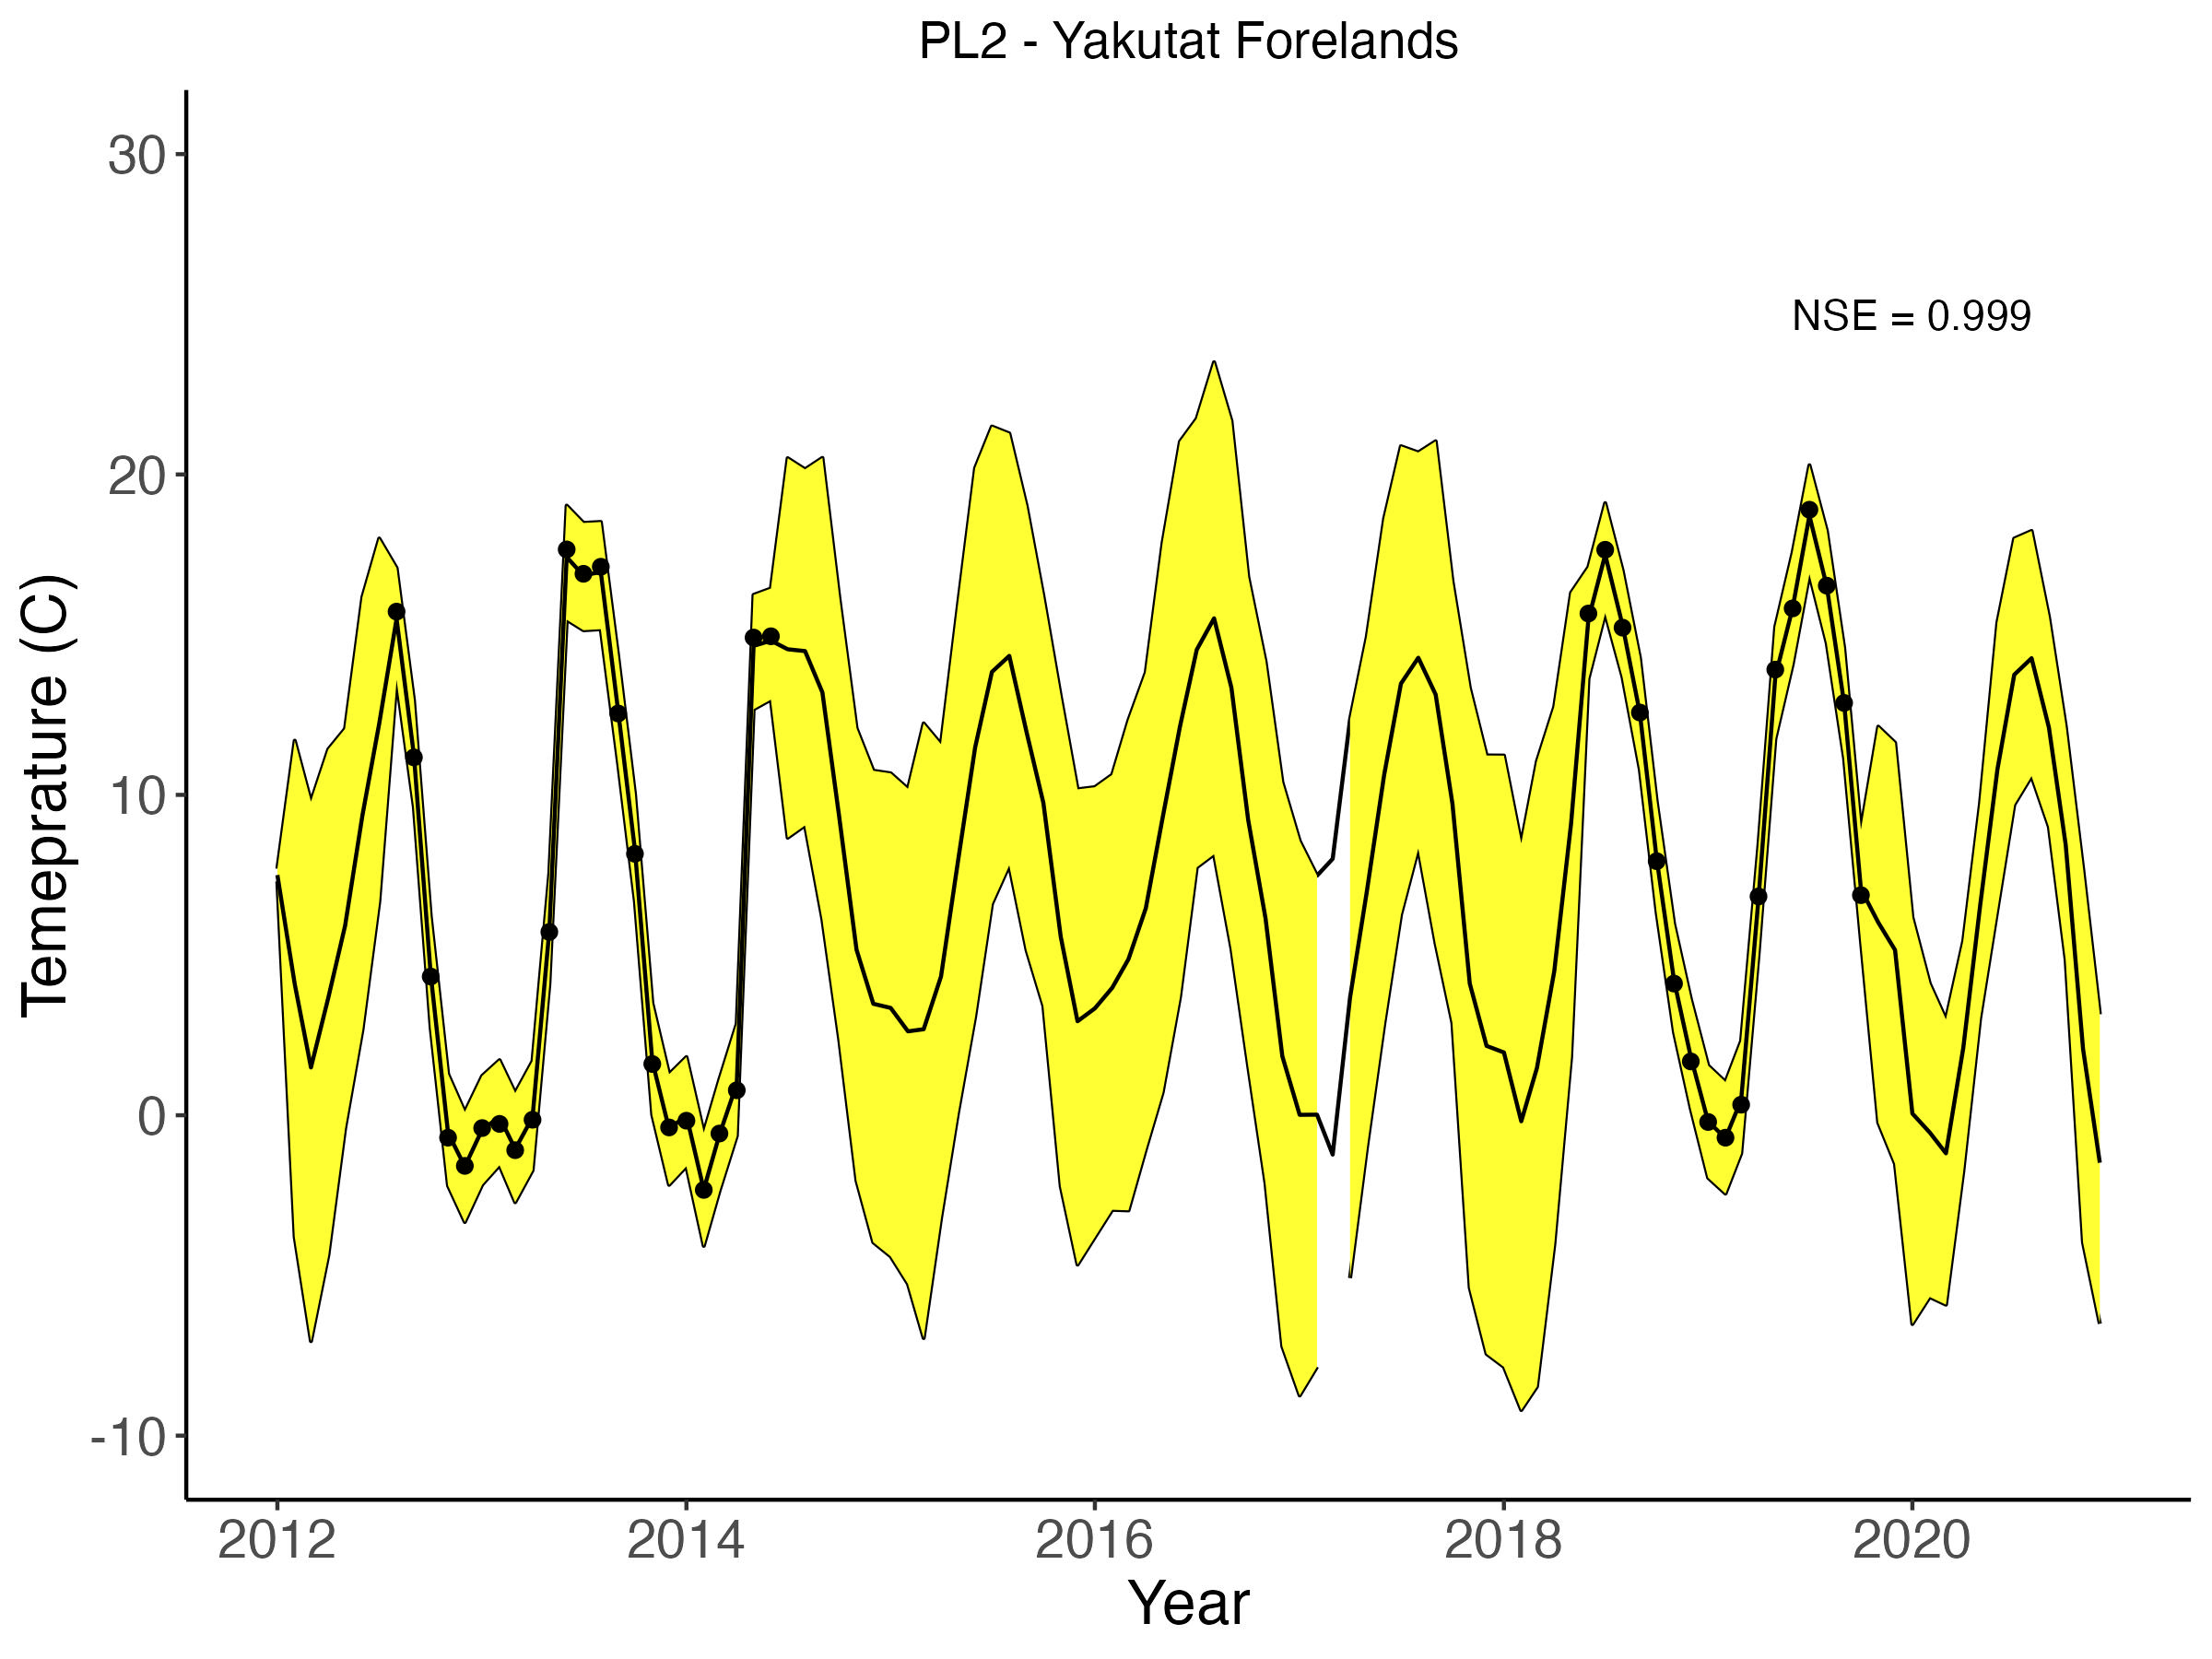 PL2 - Yakutat Forelands
30
20
10
0
-10
Temeprature (C)
NSE = 0.999
2012 2014 2016 2018 2020
Year